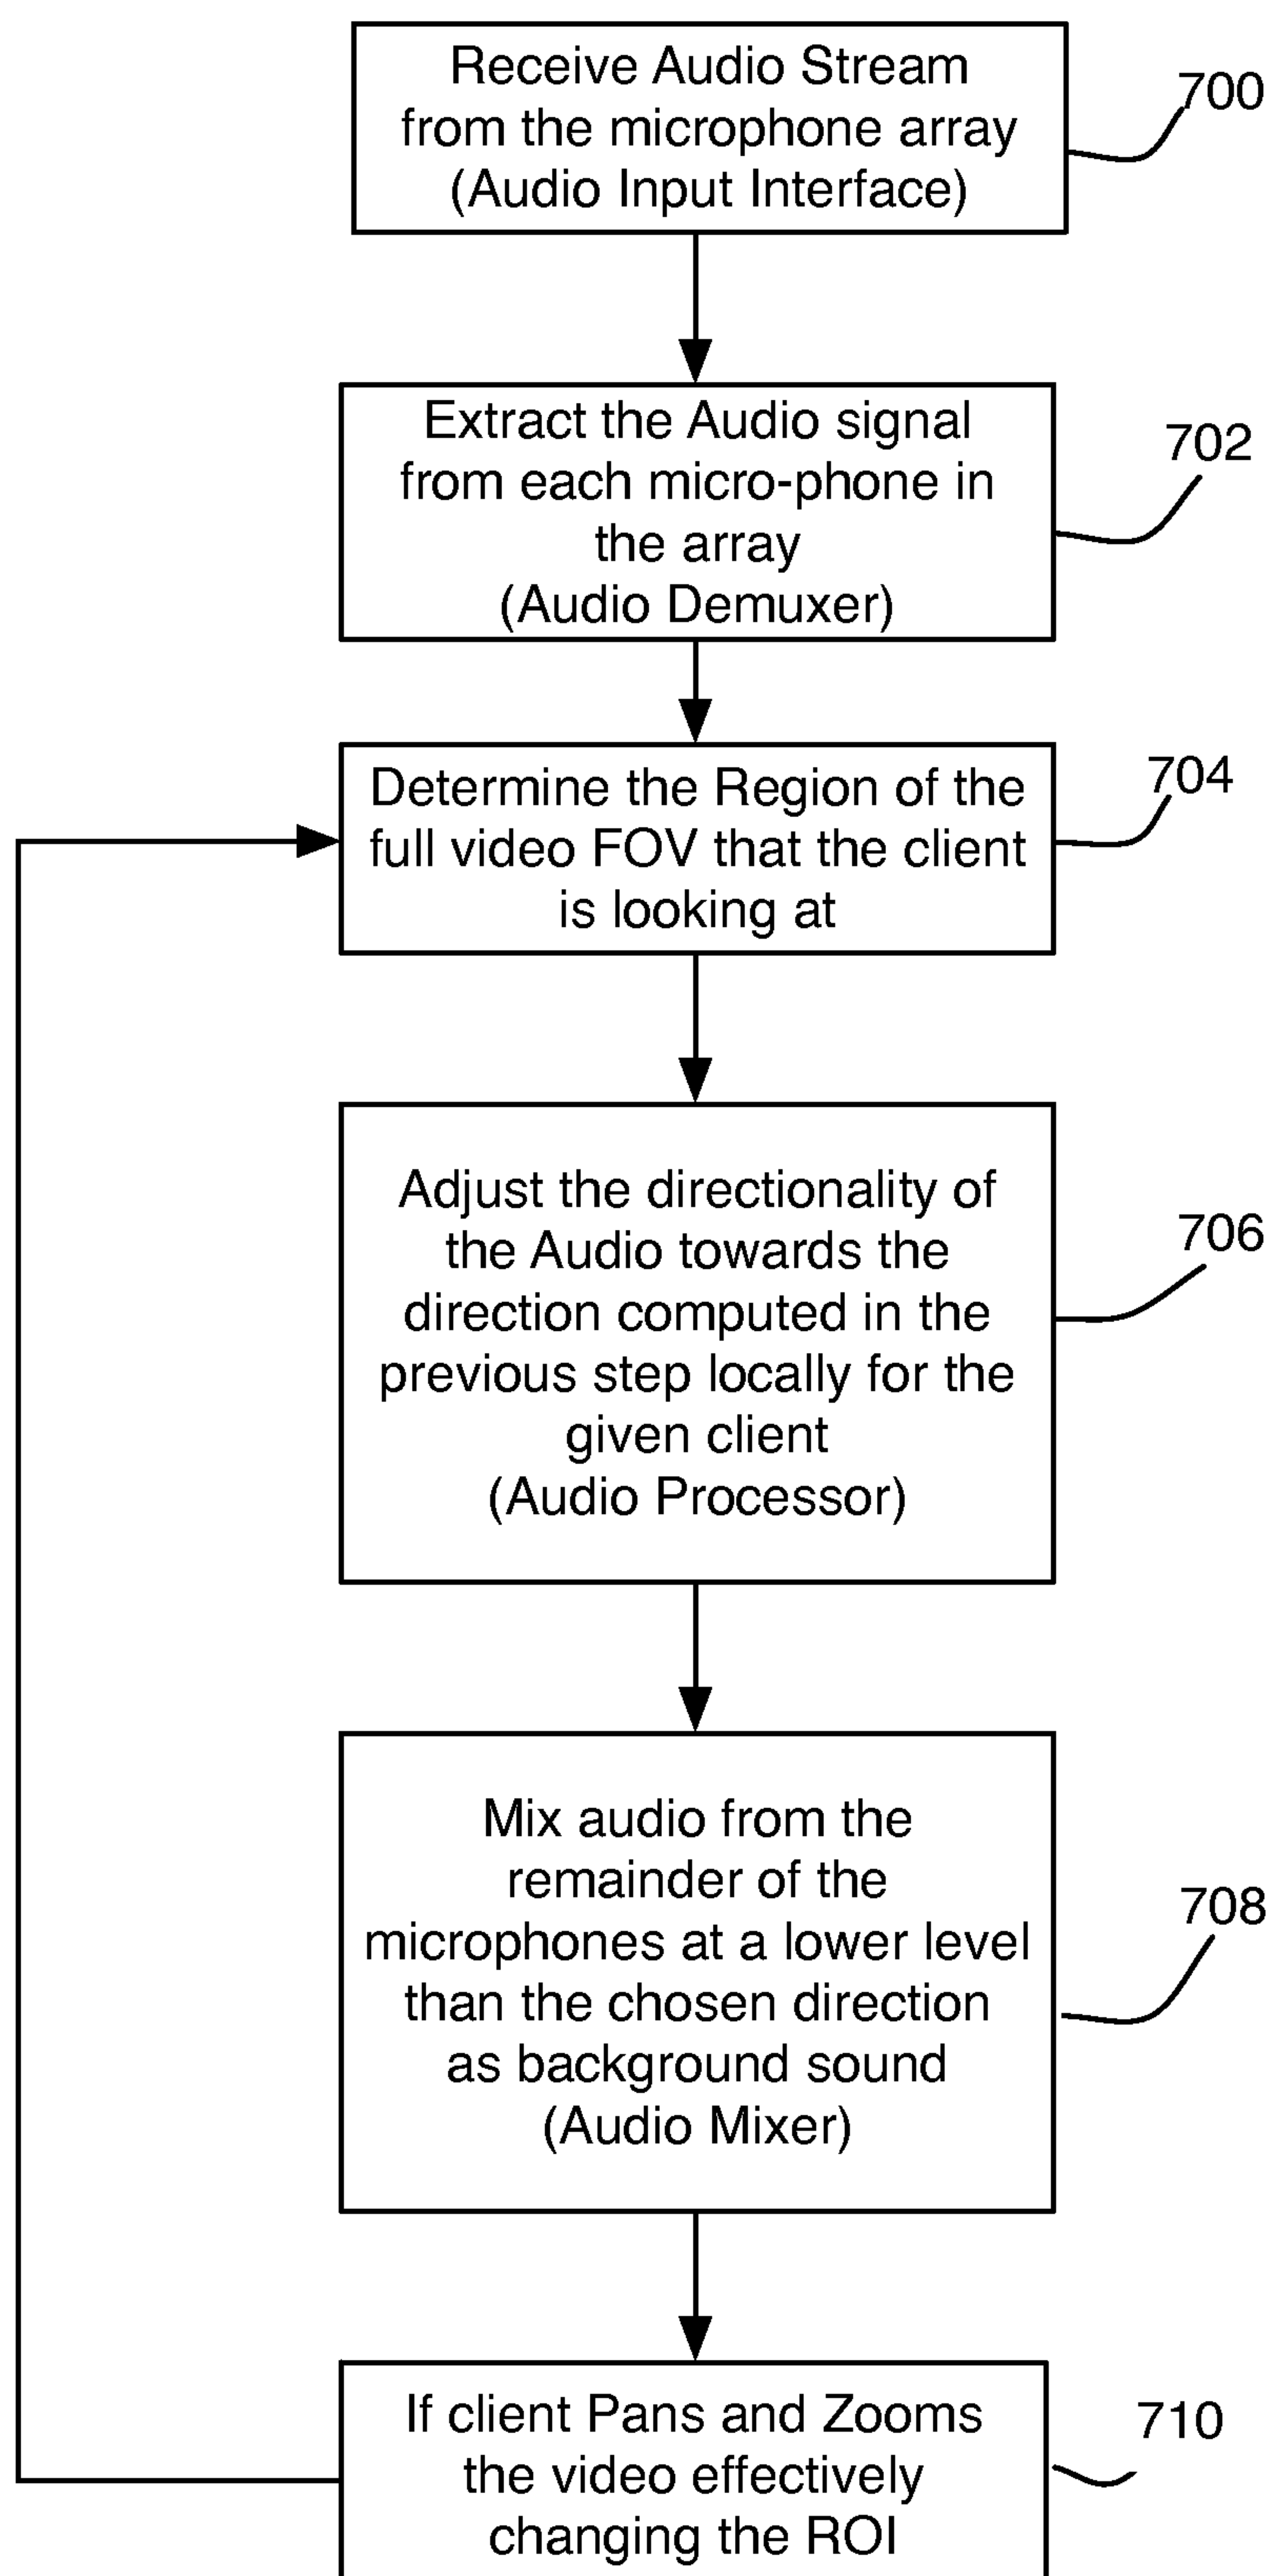 Receive Audio Stream
from the microphone array
(Audio Input Interface)
700
Extract the Audio signal
from each micro-phone in
the array
(Audio Demuxer)
702
Determine the Region of the
full video FOV that the client
is looking at
704
Adjust the directionality of
the Audio towards the
direction computed in the
previous step locally for the
given client
(Audio Processor)
706
Mix audio from the
remainder of the
microphones at a lower level
than the chosen direction
as background sound
(Audio Mixer)
708
If client Pans and Zooms
the video effectively
changing the ROI
710